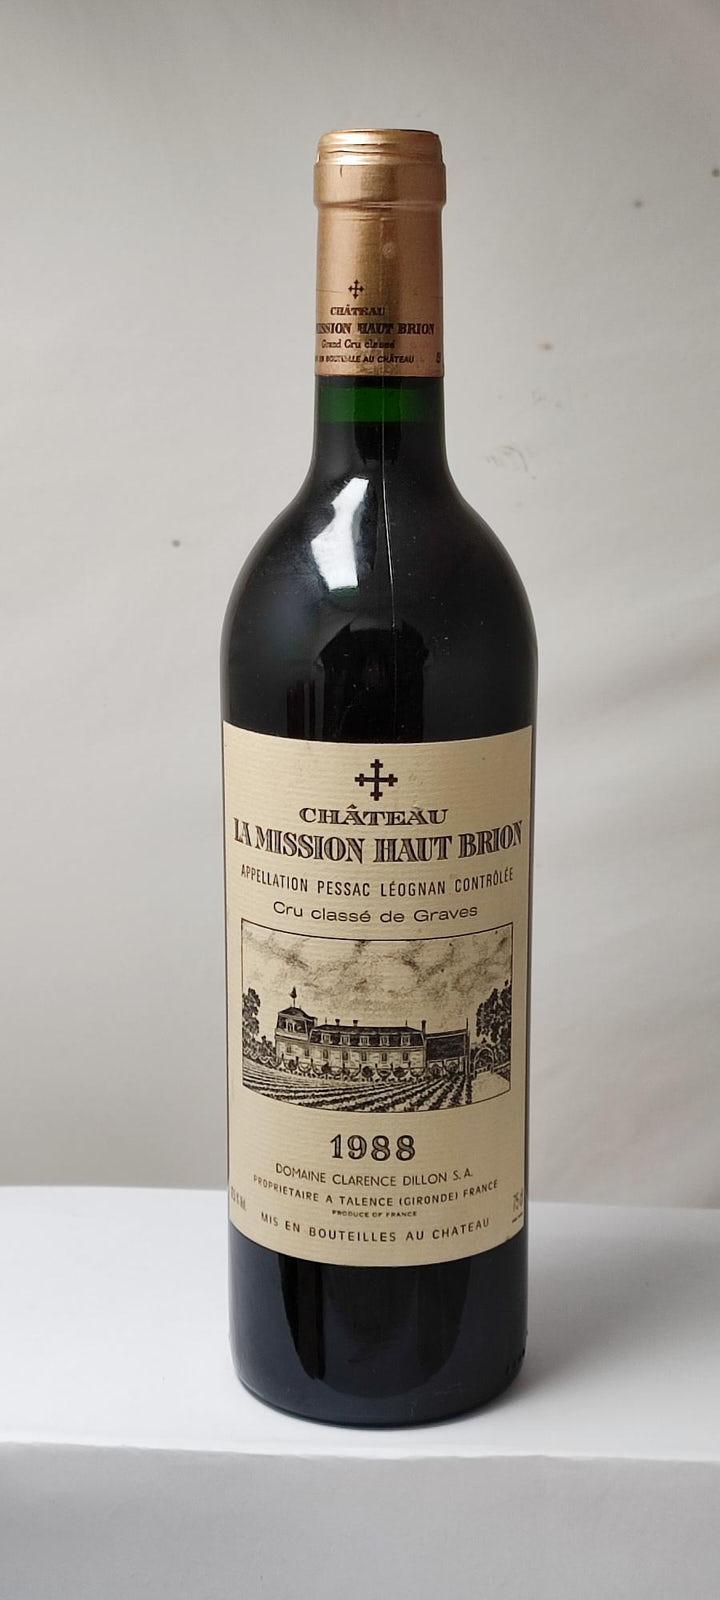 CHÂTEAU
MISSION HAUT BRION
Grand Cru classé
EN BOUTEILLE AU CHÂTEAU
CHÂTEAU
LA MISSION HAUT BRION
APPELLATION PESSAC LÉOGNAN CONTRÔLÉE
Cru classé de Graves
1988
DOMAINE CLARENCE DILLON S.A.
PROPRIETAIRE A TALENCE (GIRONDE) FRANCE
PRODUCE OF FRANCE
75 cl
MIS EN BOUTEILLES AU CHATEAU